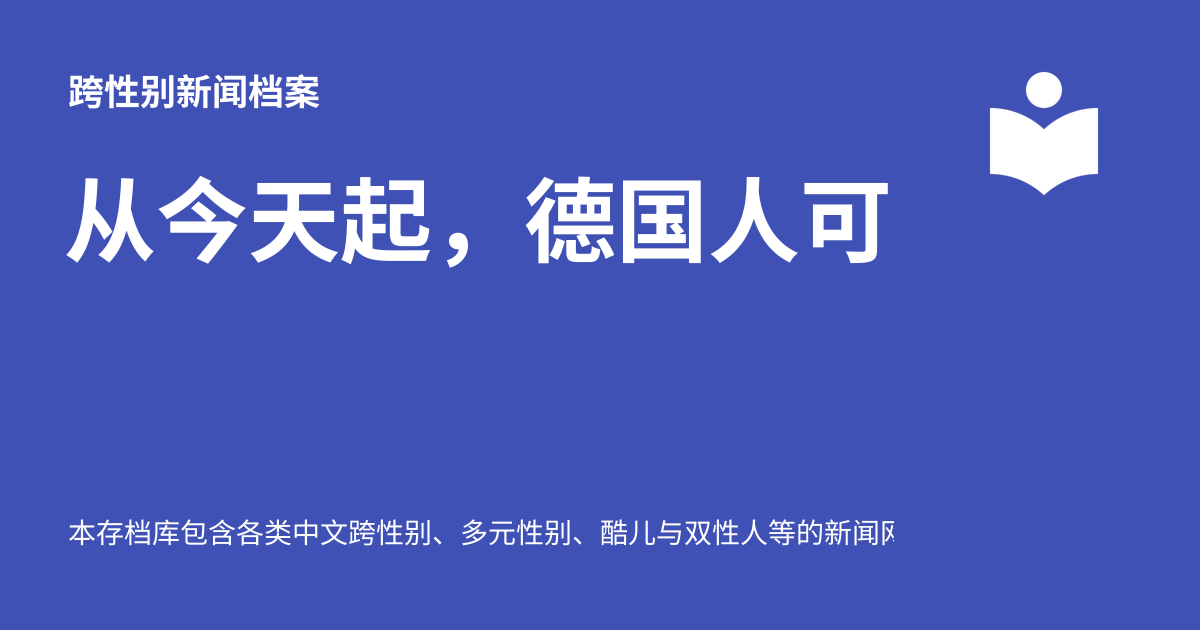 跨性别新闻档案
从今天起，德国人可
本存档库包含各类中文跨性别、多元性别、酷儿与双性人等的新闻